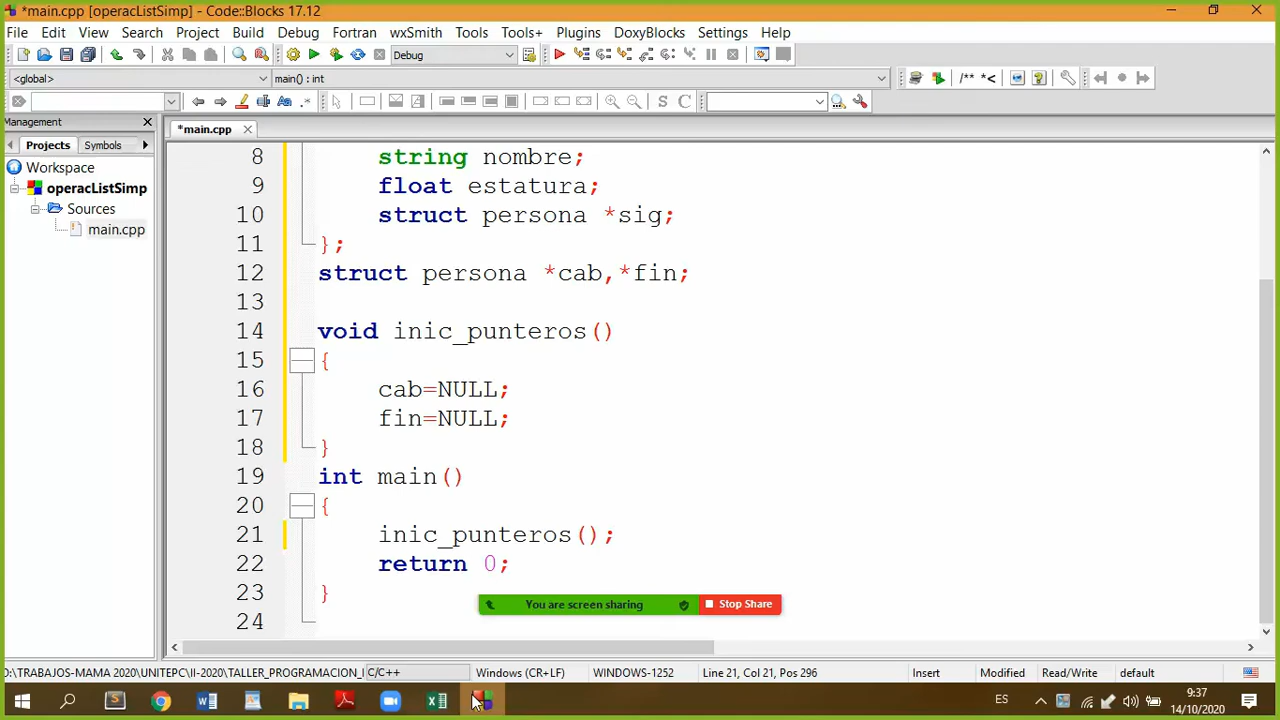 *main.cpp [operacListSimp] - Code::Blocks 17.12
File Edit View Search Project Build Debug Fortran wxSmith Tools Tools+ Plugins DoxyBlocks Settings Help
Debug
<global> main() : int /** *<
Aa .* S C
Management
Projects Symbols *main.cpp
Workspace
operacListSimp
Sources
main.cpp
8 string nombre;
9 float estatura;
10 struct persona *sig;
11 };
12 struct persona *cab,*fin;
13
14 void inic_punteros()
15 {
16 cab=NULL;
17 fin=NULL;
18 }
19 int main()
20 {
21 inic_punteros();
22 return 0;
23 }
24
You are screen sharing Stop Share
D:\TRABAJOS-MAMA 2020\UNITEPC\II-2020\TALLER_PROGRAMACION_I C/C++ Windows (CR+LF) WINDOWS-1252 Line 21, Col 21, Pos 296 Insert Modified Read/Write default
ES 9:37
14/10/2020